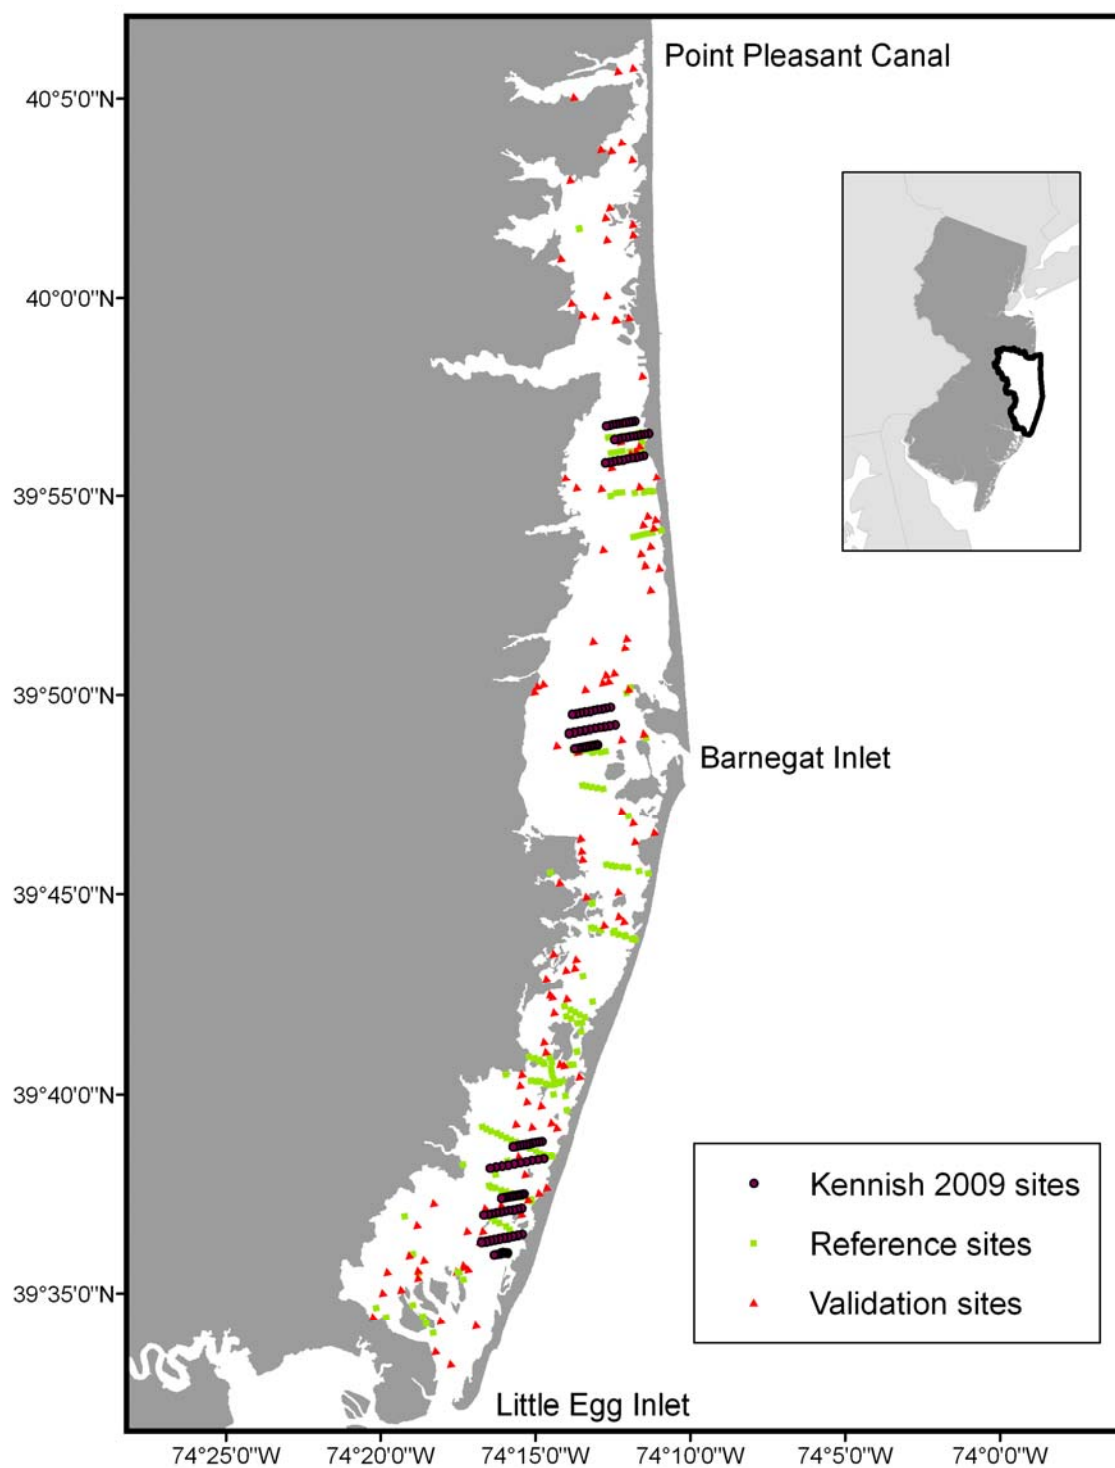 Point Pleasant Canal
40°5'0"N
40°0'0"N
39°55'0"N
39°50'0"N
Barnegat Inlet
39°45'0"N
39°40'0"N
Kennish 2009 sites
Reference sites
39°35'0"N
Validation sites
Little Egg Inlet
74°25'0"W
74°20'0"W
74°15'0"W
74°10'0"W
74°5'0"W
74°0'0"W